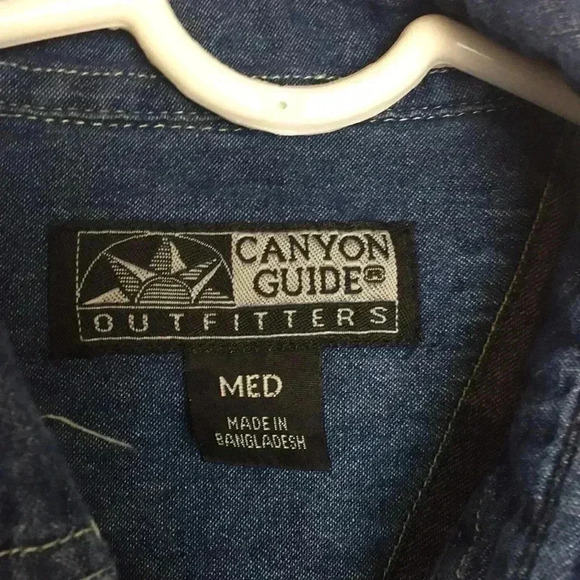 CANYON
GUIDE®
OUTFITTERS
MED
MADE IN
BANGLADESH